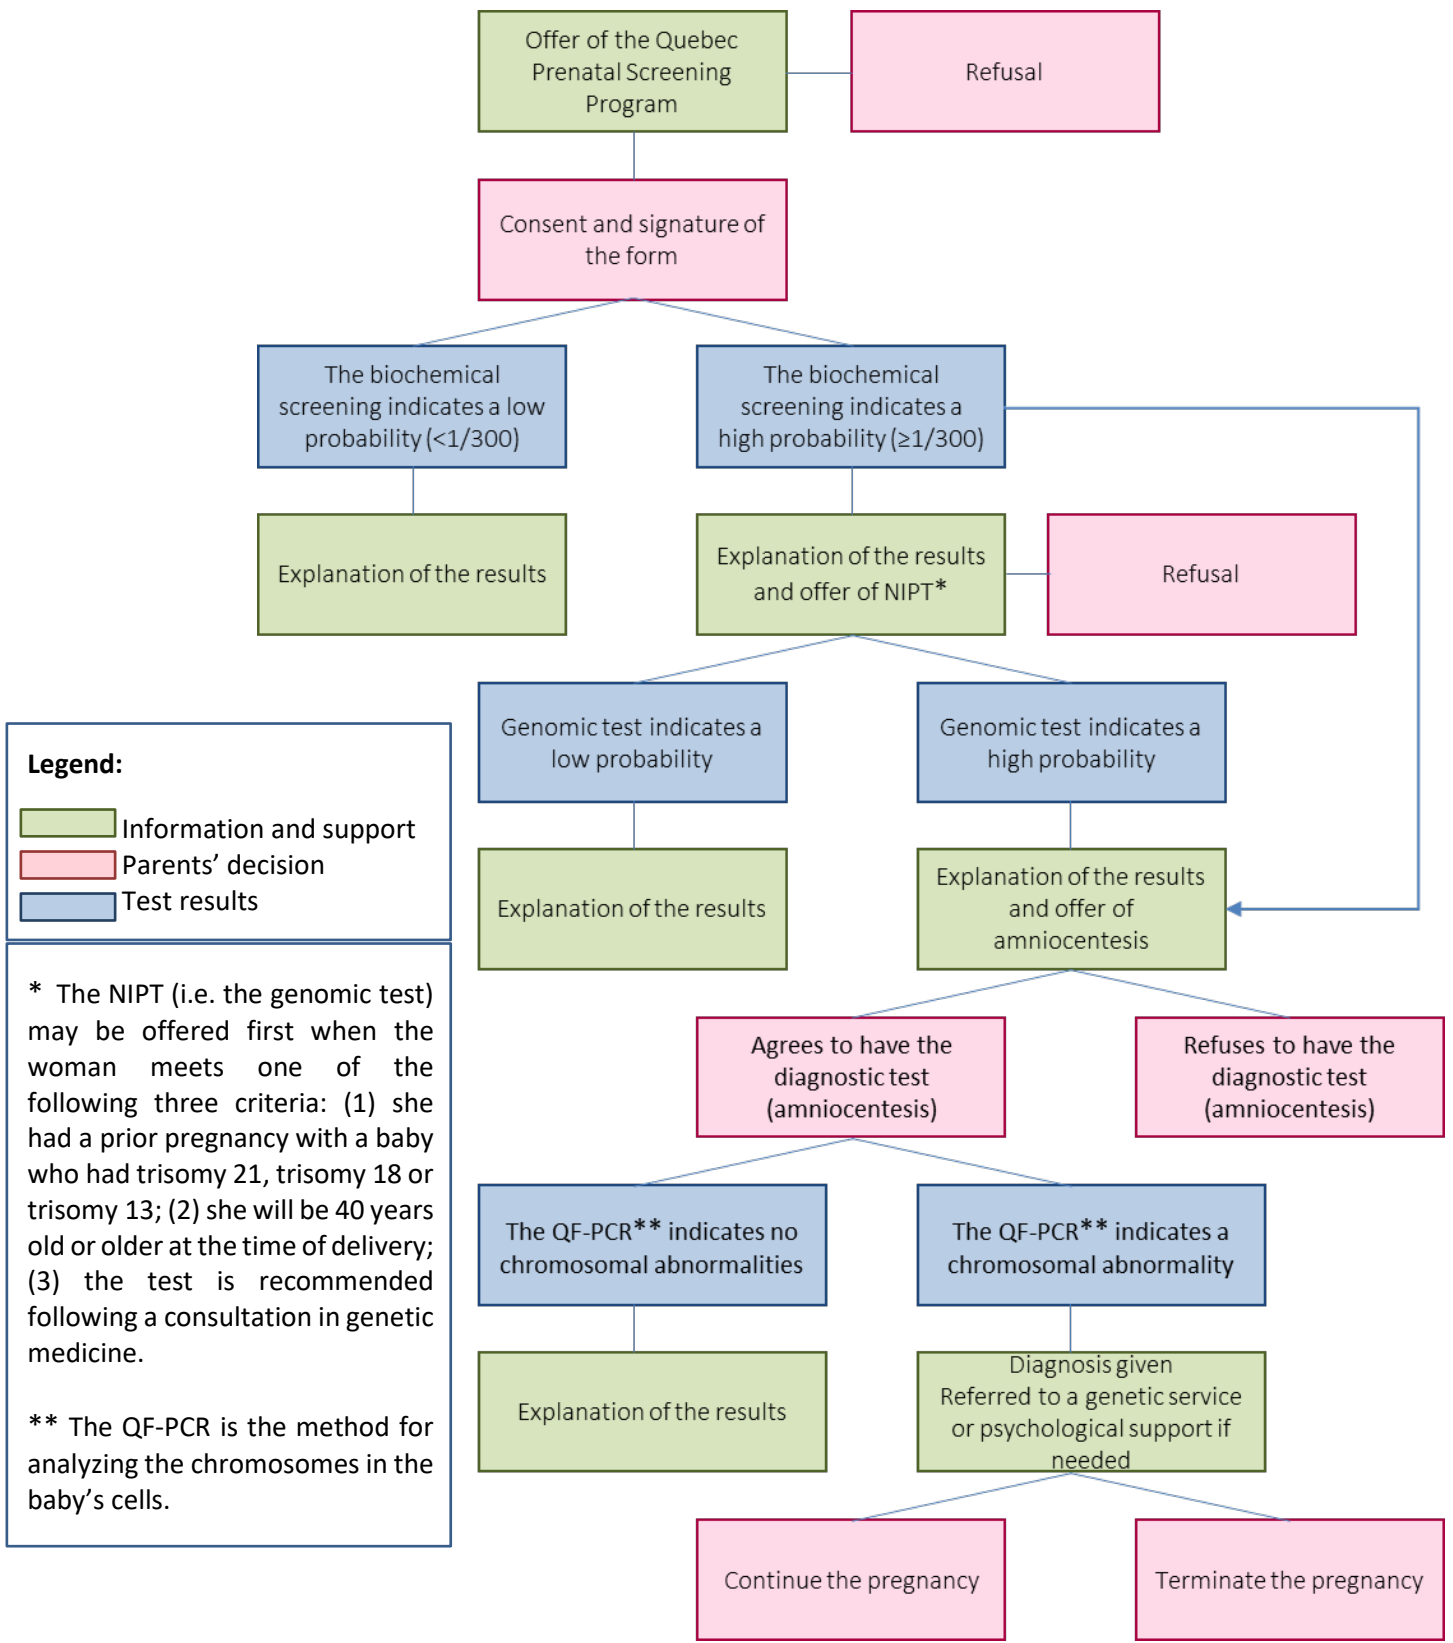 Offer of the Quebec
Prenatal Screening
Program
Refusal
Consent and signature of
the form
The biochemical
screening indicates a low
probability (<1/300)
The biochemical
screening indicates a
high probability (≥1/300)
Explanation of the results
Explanation of the results
and offer of NIPT*
Refusal
Genomic test indicates a
low probability
Genomic test indicates a
high probability
Legend:
Information and support
Parents’ decision
Test results
Explanation of the results
Explanation of the results
and offer of
amniocentesis
* The NIPT (i.e. the genomic test)
may be offered first when the
woman meets one of the
following three criteria: (1) she
had a prior pregnancy with a baby
who had trisomy 21, trisomy 18 or
trisomy 13; (2) she will be 40 years
old or older at the time of delivery;
(3) the test is recommended
following a consultation in genetic
medicine.
** The QF-PCR is the method for
analyzing the chromosomes in the
baby’s cells.
Agrees to have the
diagnostic test
(amniocentesis)
Refuses to have the
diagnostic test
(amniocentesis)
The QF-PCR** indicates no
chromosomal abnormalities
The QF-PCR** indicates a
chromosomal abnormality
Explanation of the results
Diagnosis given
Referred to a genetic service
or psychological support if
needed
Continue the pregnancy
Terminate the pregnancy